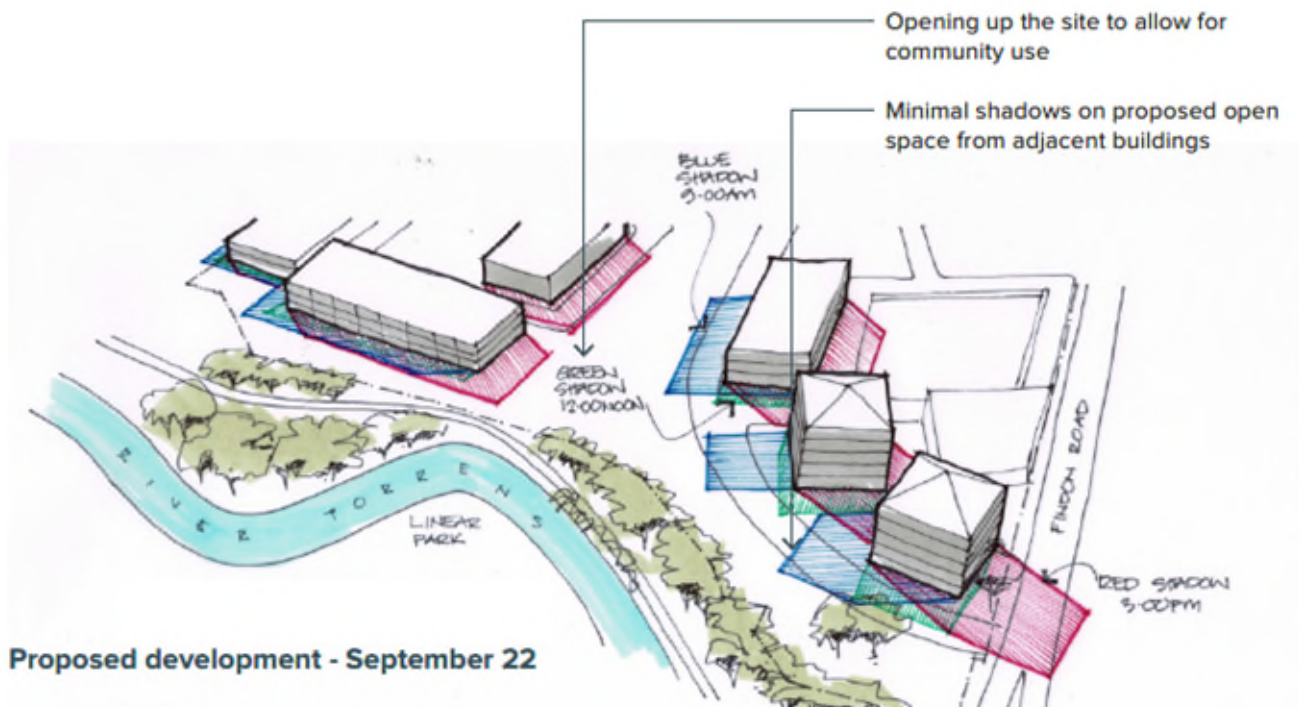 Opening up the site to allow for
community use
Minimal shadows on proposed open
space from adjacent buildings
BLUE
SHADOW
9·00AM
GREEN
SHADOW
12·00NOON
RIVER TORRENS
LINEAR
PARK
FINDON ROAD
RED SHADOW
3·00PM
Proposed development - September 22